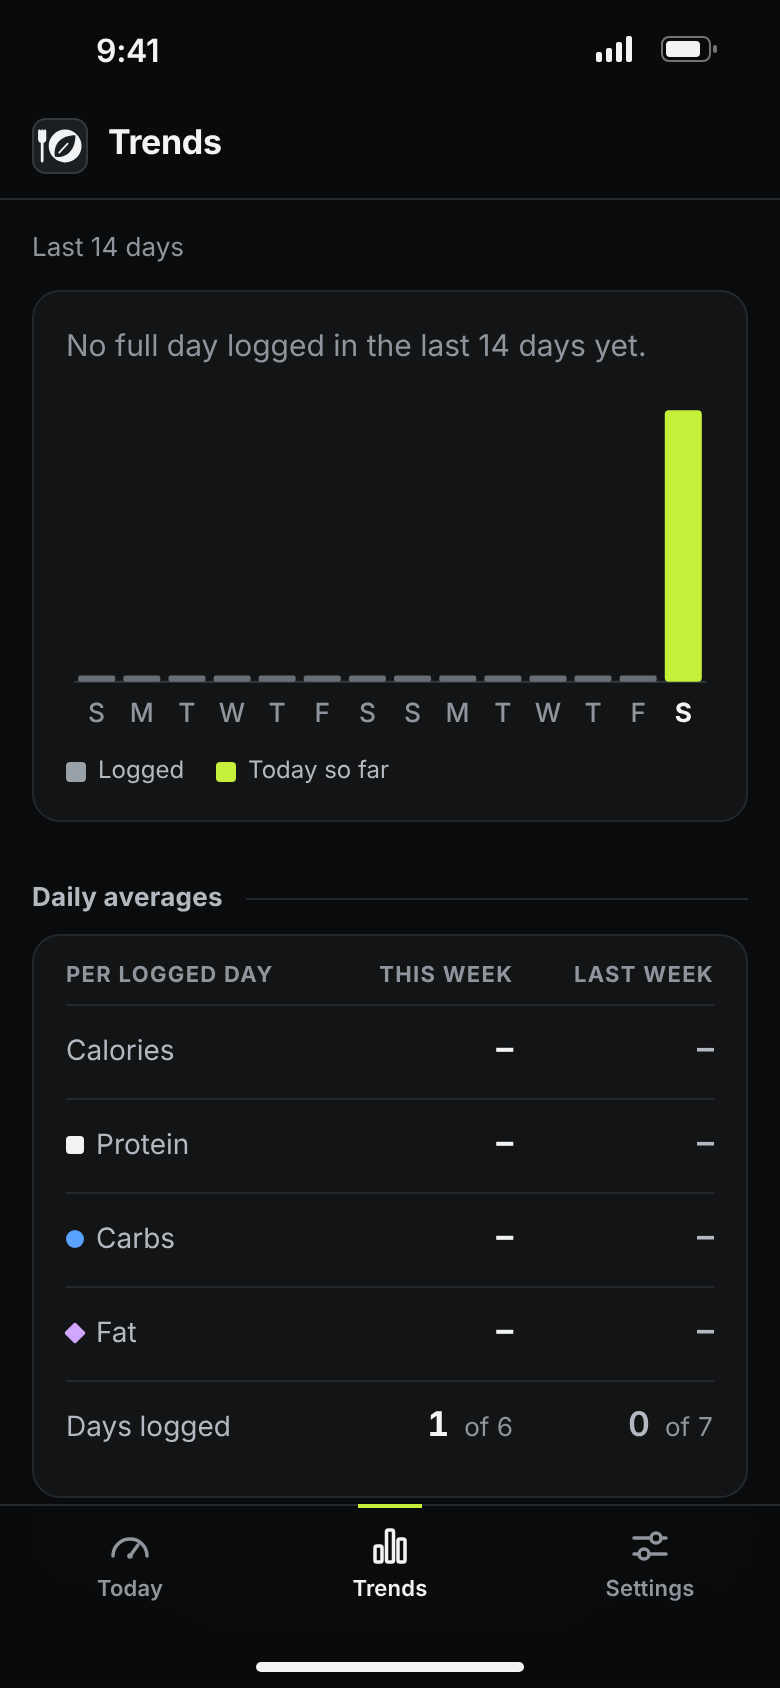 9:41
Trends
Last 14 days
No full day logged in the last 14 days yet.
S M T W T F S S M T W T F S
Logged Today so far
Daily averages
PER LOGGED DAY THIS WEEK LAST WEEK
Calories – –
Protein – –
Carbs – –
Fat – –
Days logged 1 of 6 0 of 7
Today Trends Settings